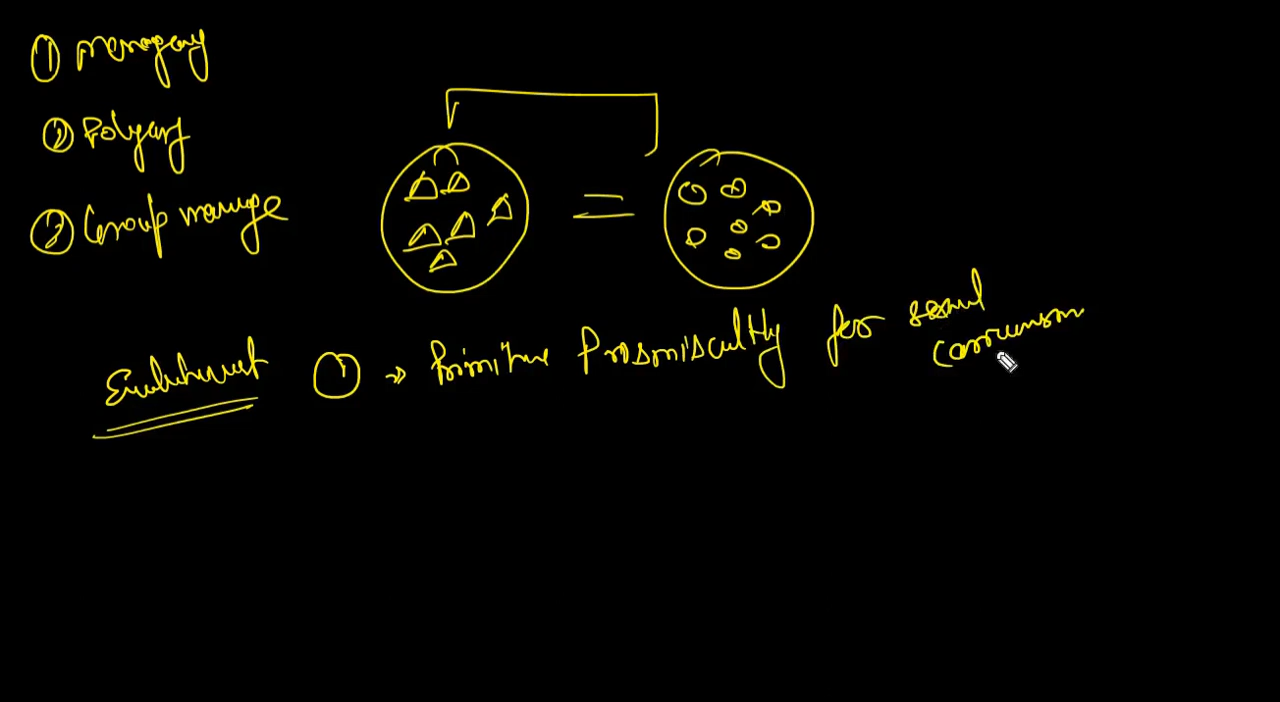 ① Monogamy
② Polygamy
③ Group marriage
Evolutionist ① → Primitive Promiscuity for sexual
communism